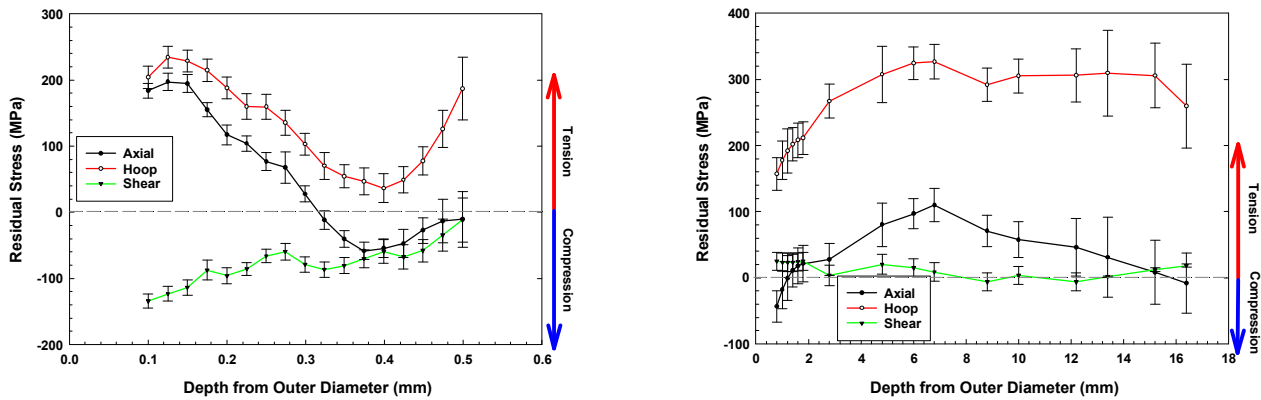 300
200
100
0
-100
-200
Residual Stress (MPa)
Axial
Hoop
Shear
0.0 0.1 0.2 0.3 0.4 0.5 0.6
Depth from Outer Diameter (mm)
Tension
Compression
400
300
200
100
0
-100
Residual Stress (MPa)
Axial
Hoop
Shear
0 2 4 6 8 10 12 14 16 18
Depth from Outer Diameter (mm)
Tension
Compression